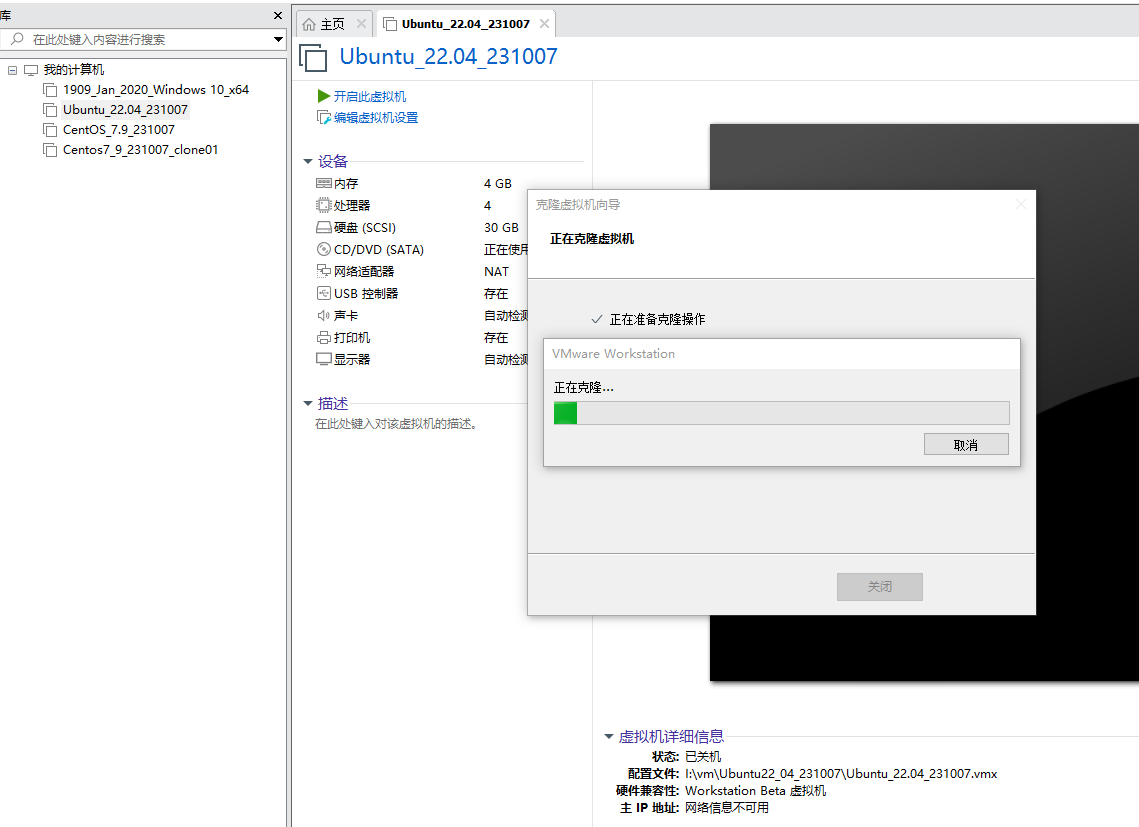 库
在此处键入内容进行搜索
我的计算机
1909_Jan_2020_Windows 10_x64
Ubuntu_22.04_231007
CentOS_7.9_231007
Centos7_9_231007_clone01
主页
Ubuntu_22.04_231007
Ubuntu_22.04_231007
开启此虚拟机
编辑虚拟机设置
设备
内存 4 GB
处理器 4
硬盘 (SCSI) 30 GB
CD/DVD (SATA) 正在使用
网络适配器 NAT
USB 控制器 存在
声卡 自动检测
打印机 存在
显示器 自动检测
描述
在此处键入对该虚拟机的描述。
克隆虚拟机向导
正在克隆虚拟机
正在准备克隆操作
VMware Workstation
正在克隆...
取消
关闭
虚拟机详细信息
状态: 已关机
配置文件: I:\vm\Ubuntu22_04_231007\Ubuntu_22.04_231007.vmx
硬件兼容性: Workstation Beta 虚拟机
主 IP 地址: 网络信息不可用